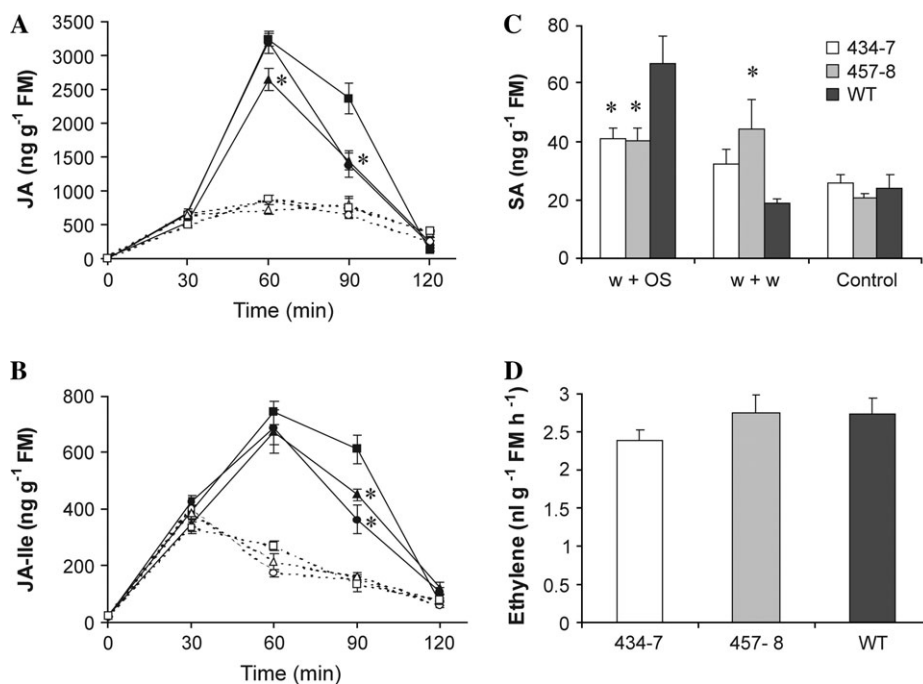 A
JA (ng g⁻¹ FM)
3500
3000
2500
2000
1500
1000
500
0
*
*
0 30 60 90 120
Time (min)
B
JA-Ile (ng g⁻¹ FM)
800
600
400
200
0
*
*
0 30 60 90 120
Time (min)
C
SA (ng g⁻¹ FM)
80
60
40
20
0
* * *
434-7
457-8
WT
w + OS w + w Control
D
Ethylene (nl g⁻¹ FM h⁻¹)
3
2.5
2
1.5
1
0.5
0
434-7 457- 8 WT